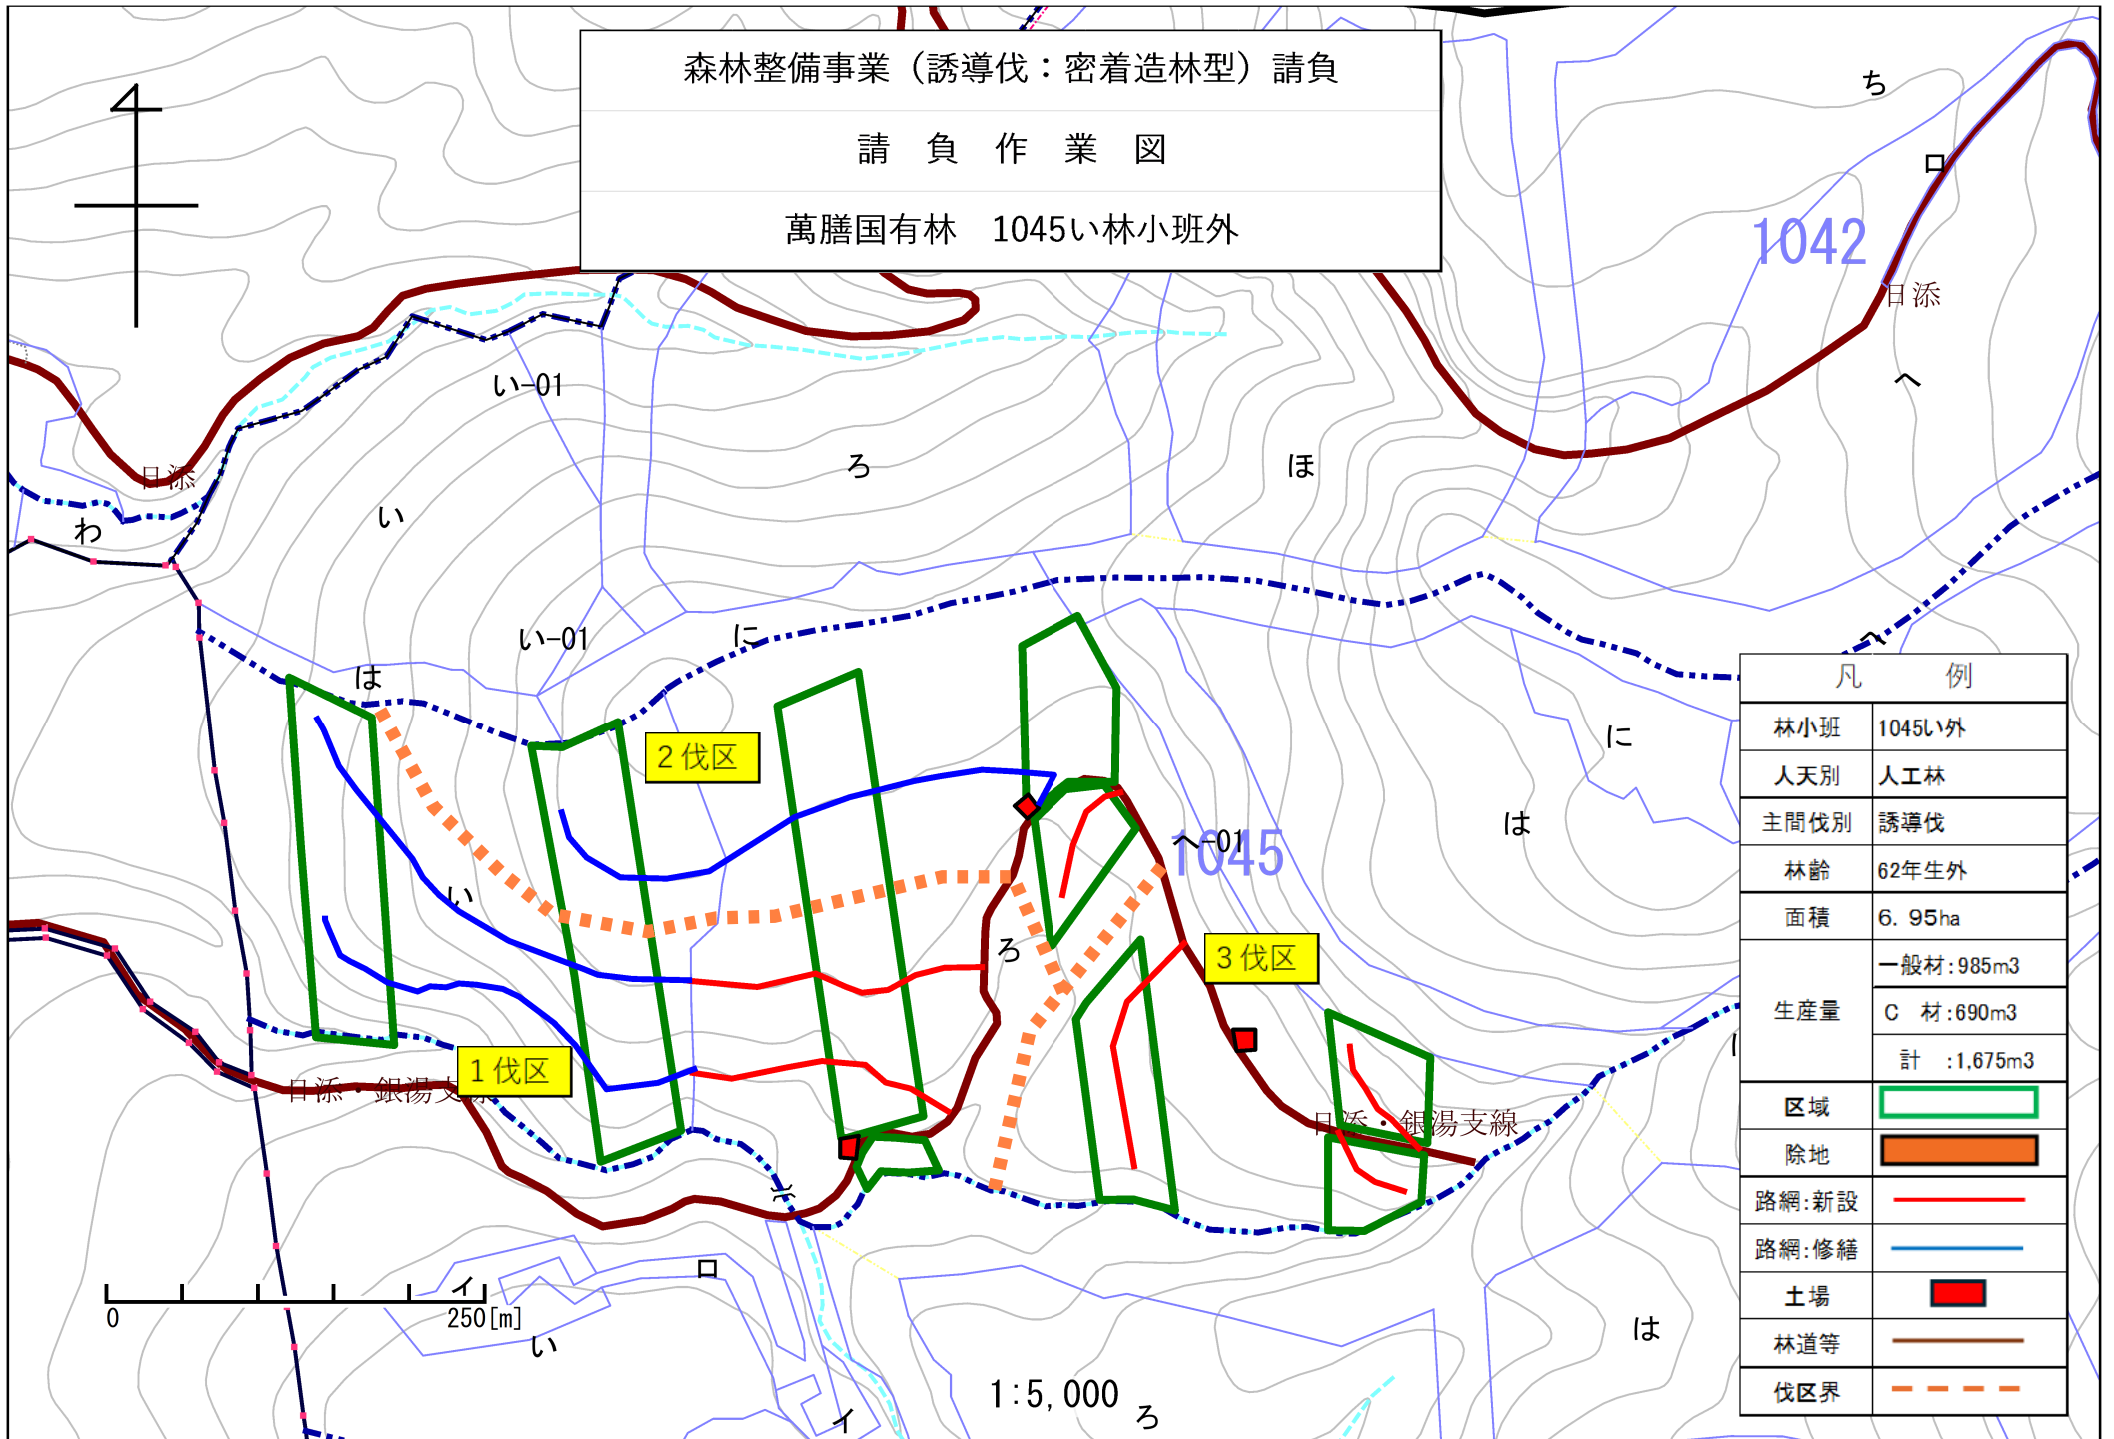 森林整備事業（誘導伐：密着造林型）請負
請　負　作　業　図
萬膳国有林　1045い林小班外
ち
ロ
1042
日添
へ
い-01
ろ
ほ
日添
い
わ
い-01
に
は
へ
2伐区
に
は
へ-01
1045
い
ろ
3伐区
1伐区
日添・銀湯支線
日添・銀湯支線
イ
ロ
0
250[m]
い
は
1:5,000
イ
ろ
凡　例
林小班 1045い外
人天別 人工林
主間伐別 誘導伐
林齢 62年生外
面積 6.95ha
生産量 一般材:985m3
C　材:690m3
計　:1,675m3
区域
除地
路網:新設
路網:修繕
土場
林道等
伐区界